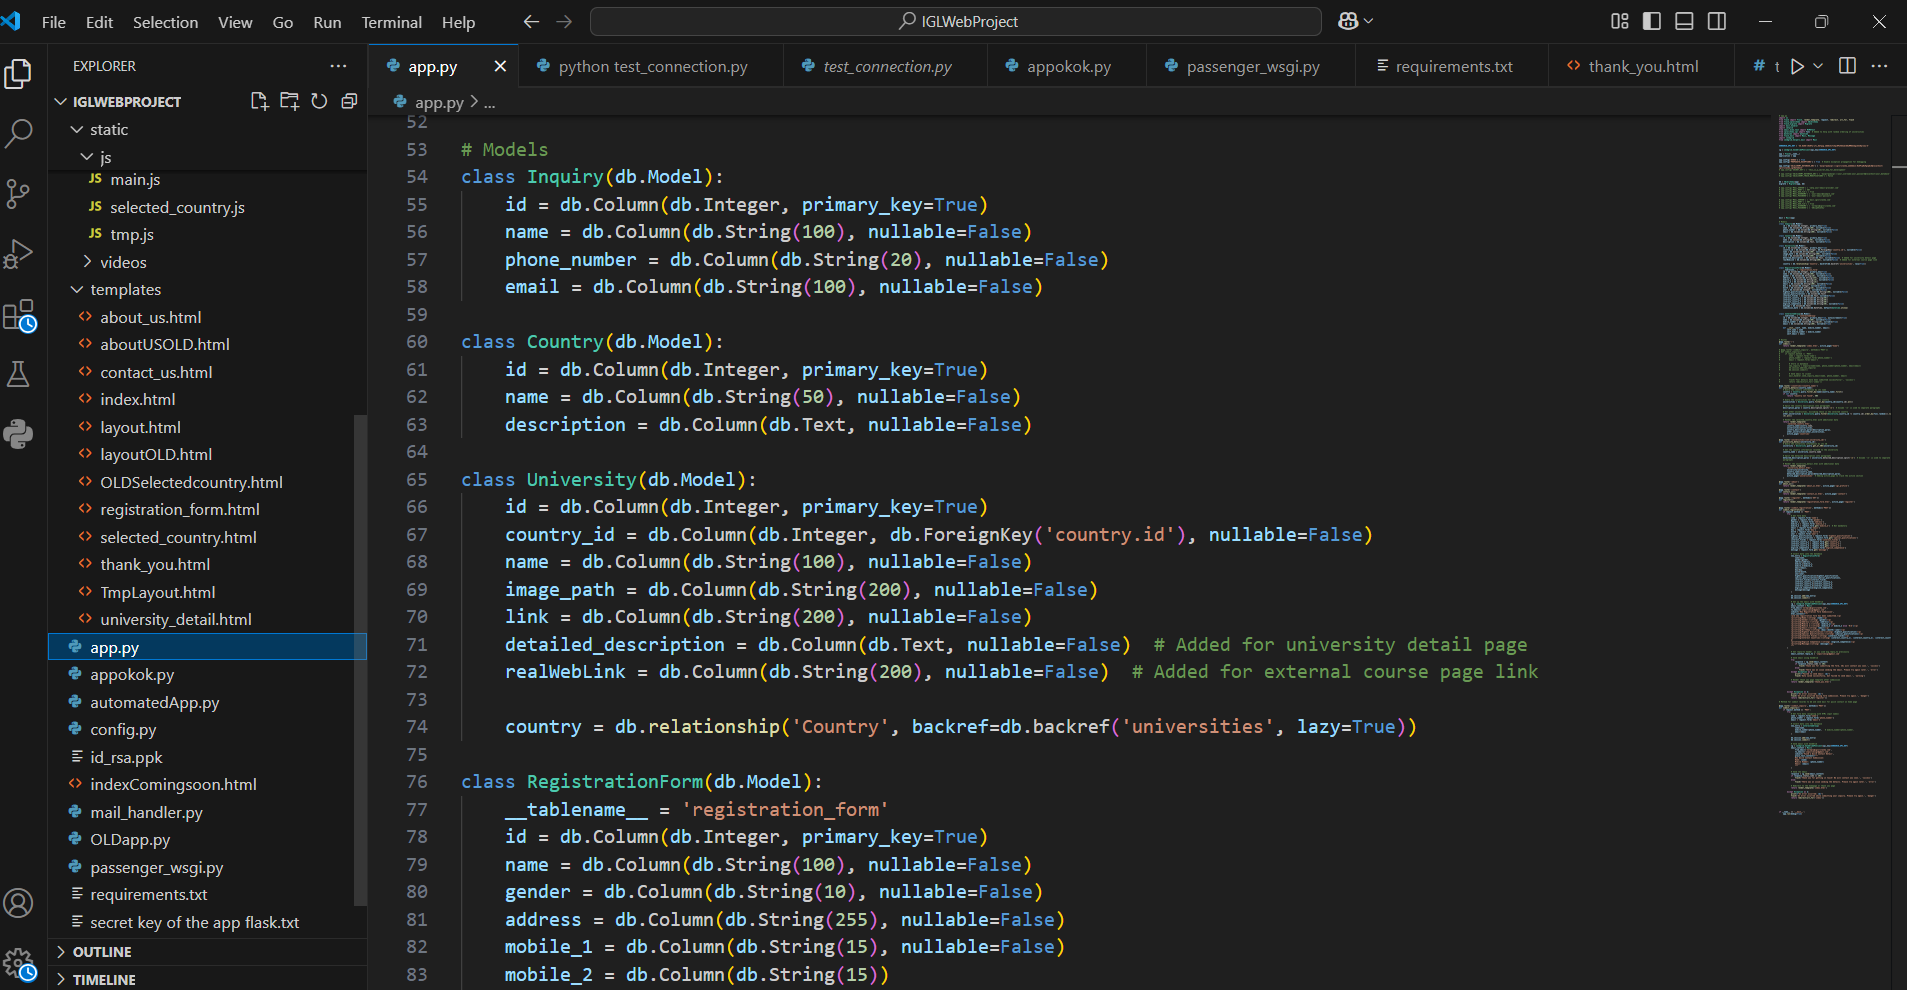 File Edit Selection View Go Run Terminal Help
IGLWebProject
EXPLORER
IGLWEBPROJECT
static
js
main.js
selected_country.js
tmp.js
videos
templates
about_us.html
aboutUSOLD.html
contact_us.html
index.html
layout.html
layoutOLD.html
OLDSelectedcountry.html
registration_form.html
selected_country.html
thank_you.html
TmpLayout.html
university_detail.html
app.py
appokok.py
automatedApp.py
config.py
id_rsa.ppk
indexComingsoon.html
mail_handler.py
OLDapp.py
passenger_wsgi.py
requirements.txt
secret key of the app flask.txt
OUTLINE
TIMELINE
app.py python test_connection.py test_connection.py appokok.py passenger_wsgi.py requirements.txt thank_you.html # t
app.py > ...
52
53 # Models
54 class Inquiry(db.Model):
55 id = db.Column(db.Integer, primary_key=True)
56 name = db.Column(db.String(100), nullable=False)
57 phone_number = db.Column(db.String(20), nullable=False)
58 email = db.Column(db.String(100), nullable=False)
59
60 class Country(db.Model):
61 id = db.Column(db.Integer, primary_key=True)
62 name = db.Column(db.String(50), nullable=False)
63 description = db.Column(db.Text, nullable=False)
64
65 class University(db.Model):
66 id = db.Column(db.Integer, primary_key=True)
67 country_id = db.Column(db.Integer, db.ForeignKey('country.id'), nullable=False)
68 name = db.Column(db.String(100), nullable=False)
69 image_path = db.Column(db.String(200), nullable=False)
70 link = db.Column(db.String(200), nullable=False)
71 detailed_description = db.Column(db.Text, nullable=False) # Added for university detail page
72 realWebLink = db.Column(db.String(200), nullable=False) # Added for external course page link
73
74 country = db.relationship('Country', backref=db.backref('universities', lazy=True))
75
76 class RegistrationForm(db.Model):
77 __tablename__ = 'registration_form'
78 id = db.Column(db.Integer, primary_key=True)
79 name = db.Column(db.String(100), nullable=False)
80 gender = db.Column(db.String(10), nullable=False)
81 address = db.Column(db.String(255), nullable=False)
82 mobile_1 = db.Column(db.String(15), nullable=False)
83 mobile_2 = db.Column(db.String(15))